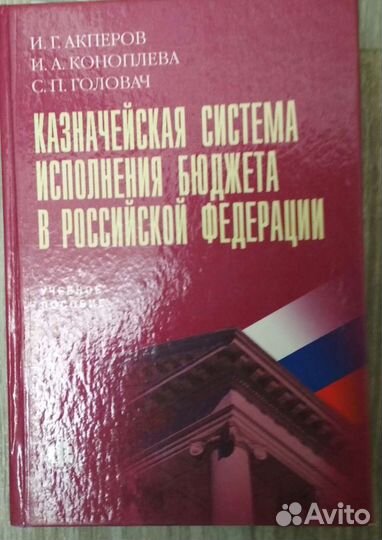 И. Г. АКПЕРОВ
И. А. КОНОПЛЕВА
С. П. ГОЛОВАЧ
КАЗНАЧЕЙСКАЯ СИСТЕМА
ИСПОЛНЕНИЯ БЮДЖЕТА
В РОССИЙСКОЙ ФЕДЕРАЦИИ
УЧЕБНОЕ
ПОСОБИЕ
Avito